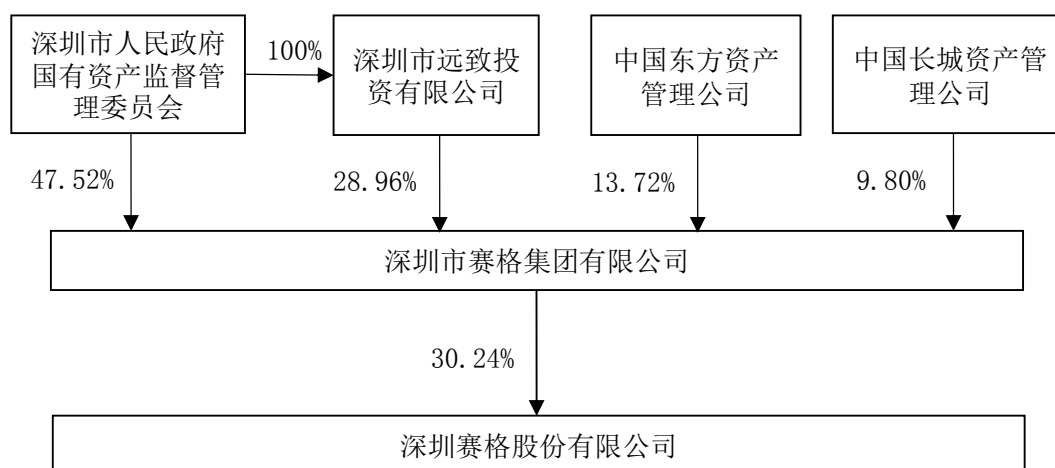 深圳市人民政府
国有资产监督管
理委员会
100%
深圳市远致投
资有限公司
中国东方资产
管理公司
中国长城资产管
理公司
47.52%
28.96%
13.72%
9.80%
深圳市赛格集团有限公司
30.24%
深圳赛格股份有限公司